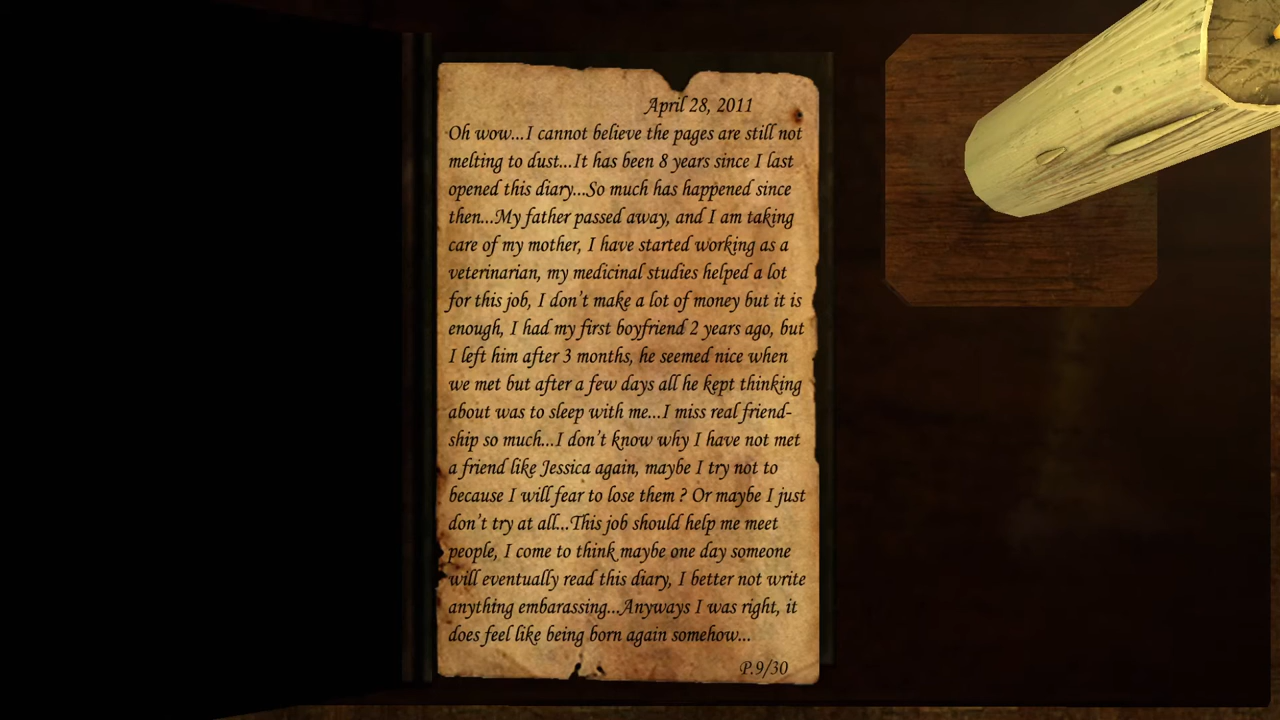 April 28, 2011
Oh wow...I cannot believe the pages are still not
melting to dust...It has been 8 years since I last
opened this diary...So much has happened since
then...My father passed away, and I am taking
care of my mother, I have started working as a
veterinarian, my medicinal studies helped a lot
for this job, I don't make a lot of money but it is
enough, I had my first boyfriend 2 years ago, but
I left him after 3 months, he seemed nice when
we met but after a few days all he kept thinking
about was to sleep with me...I miss real friend-
ship so much...I don't know why I have not met
a friend like Jessica again, maybe I try not to
because I will fear to lose them ? Or maybe I just
don't try at all...This job should help me meet
people, I come to think maybe one day someone
will eventually read this diary, I better not write
anything embarassing...Anyways I was right, it
does feel like being born again somehow...
P.9/30